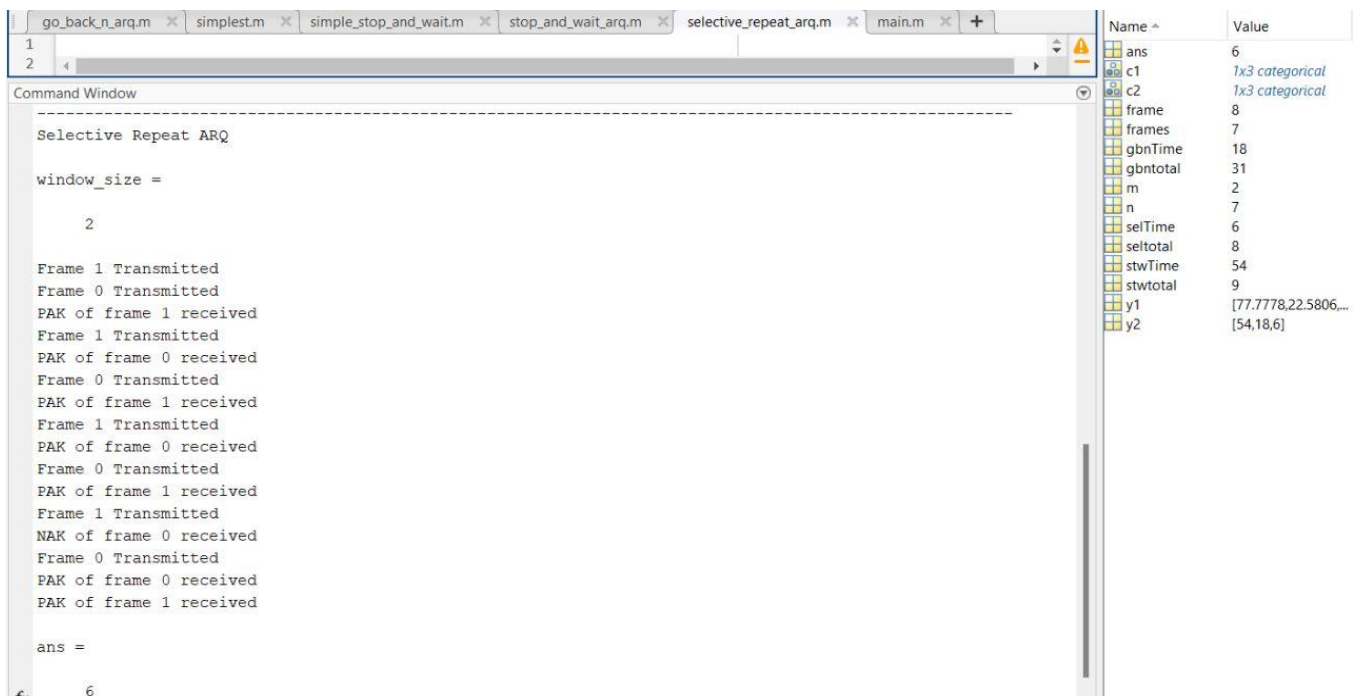 go_back_n_arq.m simplest.m simple_stop_and_wait.m stop_and_wait_arq.m selective_repeat_arq.m main.m +
1
2
Command Window
------------------------------------------------------------------------------------------------------
Selective Repeat ARQ
window_size =
2
Frame 1 Transmitted
Frame 0 Transmitted
PAK of frame 1 received
Frame 1 Transmitted
PAK of frame 0 received
Frame 0 Transmitted
PAK of frame 1 received
Frame 1 Transmitted
PAK of frame 0 received
Frame 0 Transmitted
PAK of frame 1 received
Frame 1 Transmitted
NAK of frame 0 received
Frame 0 Transmitted
PAK of frame 0 received
PAK of frame 1 received
ans =
6
Name Value
ans 6
c1 1x3 categorical
c2 1x3 categorical
frame 8
frames 7
gbnTime 18
gbntotal 31
m 2
n 7
selTime 6
seltotal 8
stwTime 54
stwtotal 9
y1 [77.7778,22.5806,...
y2 [54,18,6]